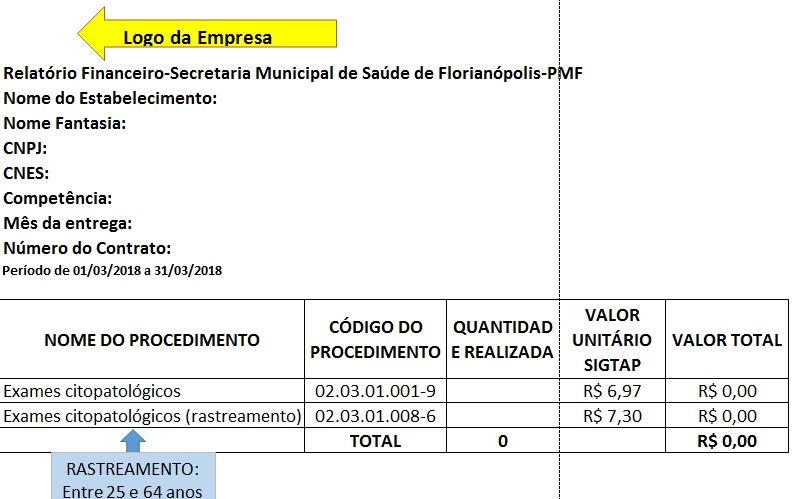 Logo da Empresa
Relatório Financeiro-Secretaria Municipal de Saúde de Florianópolis-PMF
Nome do Estabelecimento:
Nome Fantasia:
CNPJ:
CNES:
Competência:
Mês da entrega:
Número do Contrato:
Período de 01/03/2018 a 31/03/2018
NOME DO PROCEDIMENTO CÓDIGO DO PROCEDIMENTO QUANTIDAD E REALIZADA VALOR UNITÁRIO SIGTAP VALOR TOTAL
Exames citopatológicos 02.03.01.001-9 R$ 6,97 R$ 0,00
Exames citopatológicos (rastreamento) 02.03.01.008-6 R$ 7,30 R$ 0,00
TOTAL 0 R$ 0,00
RASTREAMENTO:
Entre 25 e 64 anos